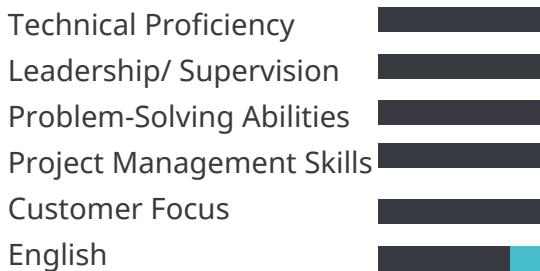 Technical Proficiency
Leadership/ Supervision
Problem-Solving Abilities
Project Management Skills
Customer Focus
English